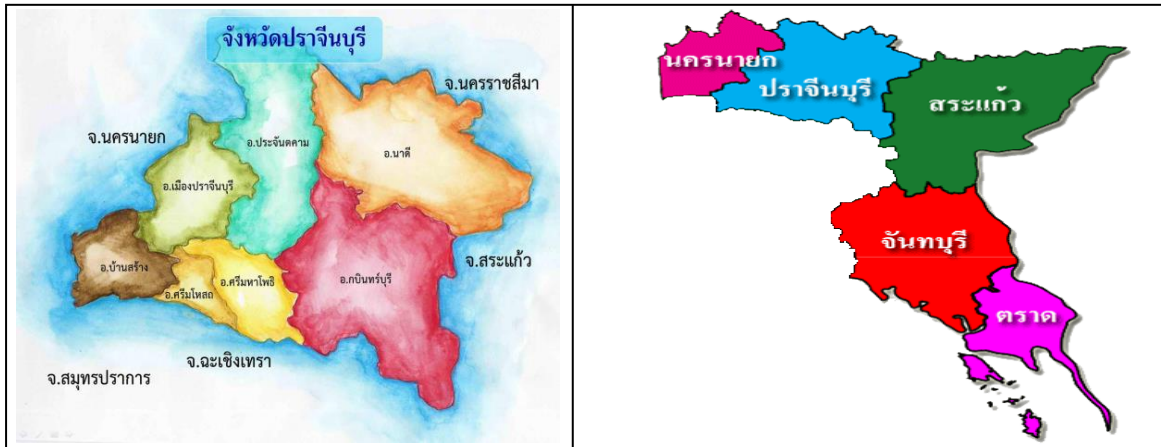 จังหวัดปราจีนบุรี
จ.นครราชสีมา
จ.นครนายก
อ.ประจันตคาม
อ.นาดี
อ.เมืองปราจีนบุรี
จ.สระแก้ว
อ.บ้านสร้าง
อ.ศรีมหาโพธิ
อ.กบินทร์บุรี
อ.ศรีมโหสถ
จ.ฉะเชิงเทรา
จ.สมุทรปราการ
นครนายก
ปราจีนบุรี
สระแก้ว
จันทบุรี
ตราด